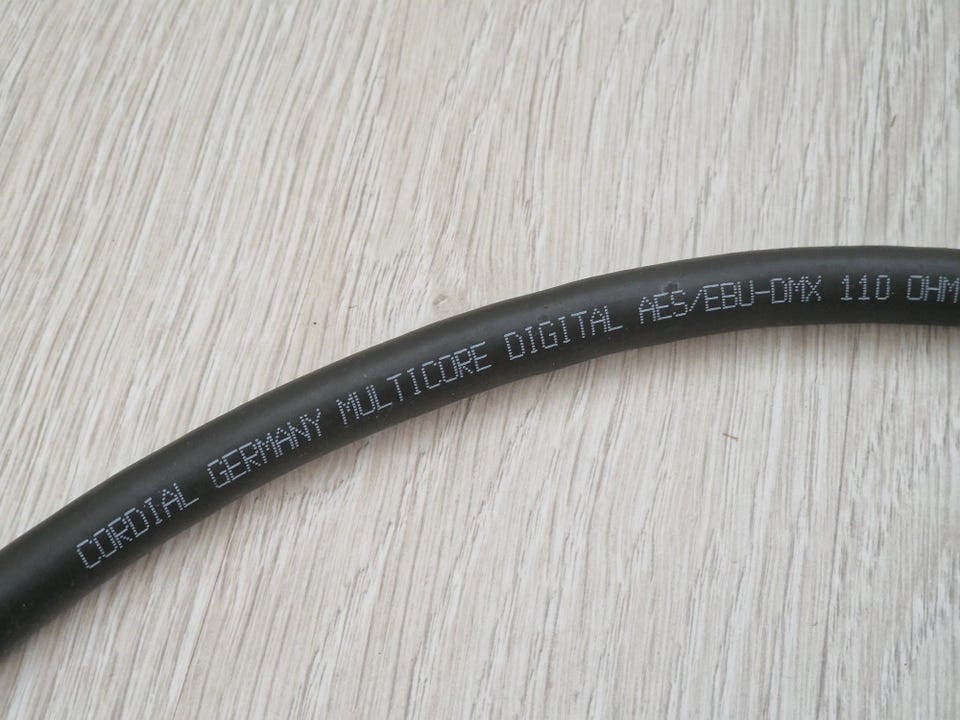 CORDIAL GERMANY MULTICORE DIGITAL AES/EBU-DMX 110 OHM